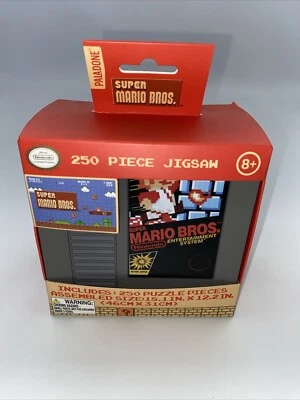 PALADONE
SUPER
MARIO BROS.
Nintendo
250 PIECE JIGSAW
8+
SUPER
MARIO BROS.
SUPER
MARIO BROS.
Nintendo
ENTERTAINMENT
SYSTEM
INCLUDES: 250 PUZZLE PIECES
ASSEMBLED SIZE:18.1IN. X 12.2IN.
(46CM X 31CM)
WARNING: